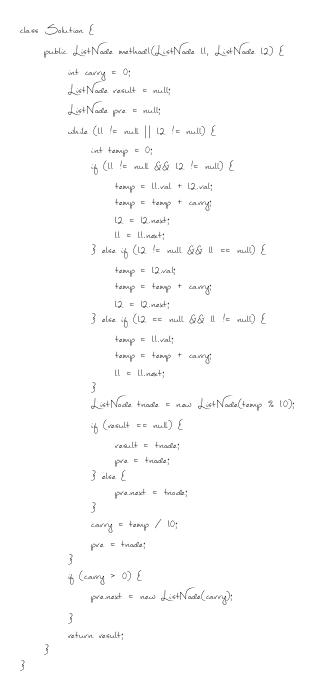 class Solution {
public ListNode method1(ListNode l1, ListNode l2) {
int carry = 0;
ListNode result = null;
ListNode pre = null;
while (l1 != null || l2 != null) {
int temp = 0;
if (l1 != null && l2 != null) {
temp = l1.val + l2.val;
temp = temp + carry;
l2 = l2.next;
l1 = l1.next;
} else if (l2 != null && l1 == null) {
temp = l2.val;
temp = temp + carry;
l2 = l2.next;
} else if (l2 == null && l1 != null) {
temp = l1.val;
temp = temp + carry;
l1 = l1.next;
}
ListNode tnode = new ListNode(temp % 10);
if (result == null) {
result = tnode;
pre = tnode;
} else {
pre.next = tnode;
}
carry = temp / 10;
pre = tnode;
}
if (carry > 0) {
pre.next = new ListNode(carry);
}
return result;
}
}